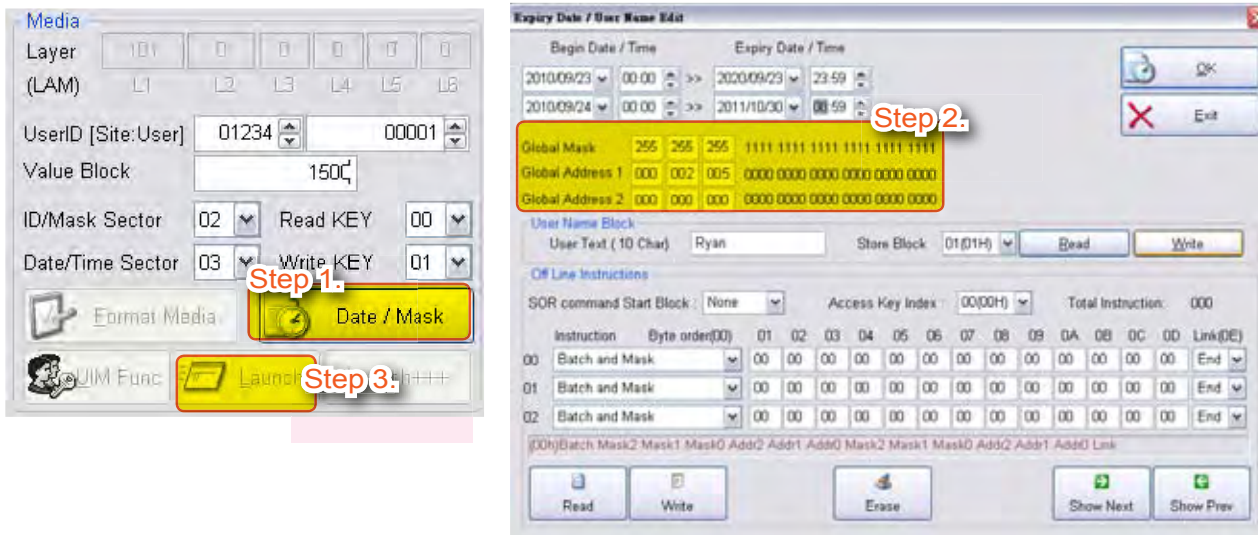 Media
Layer 101 0 0 0 0 0
(LAM) L1 L2 L3 L4 L5 L6
UserID [Site:User] 01234 00001
Value Block 1500
ID/Mask Sector 02 Read KEY 00
Date/Time Sector 03 Write KEY 01
Step 1.
Format Media Date / Mask
UIM Func Launch Step 3. h+++
Expiry Date / User Name Edit
Begin Date / Time Expiry Date / Time
2010/09/23 00:00 >> 2020/09/23 23:59
2010/09/24 00:00 >> 2011/10/30 :59
OK
Exit
Step 2.
Global Mask 255 255 255 1111 1111 1111 1111 1111 1111
Global Address 1 000 002 005 0000 0000 0000 0000 0000 0000
Global Address 2 000 000 000 0000 0000 0000 0000 0000 0000
User Name Block
User Text ( 10 Char) Ryan Store Block 01(01H) Read Write
Off Line Instructions
SOR command Start Block : None Access Key Index : 00(00H) Total Instruction: 000
Instruction Byte order(00) 01 02 03 04 05 06 07 08 09 0A 0B 0C 0D Link(0E)
00 Batch and Mask 00 00 00 00 00 00 00 00 00 00 00 00 00 End
01 Batch and Mask 00 00 00 00 00 00 00 00 00 00 00 00 00 End
02 Batch and Mask 00 00 00 00 00 00 00 00 00 00 00 00 00 End
(00h)Batch Mask2 Mask1 Mask0 Addr2 Addr1 Addr0 Mask2 Mask1 Mask0 Addr2 Addr1 Addr0 Link
Read Write Erase Show Next Show Prev